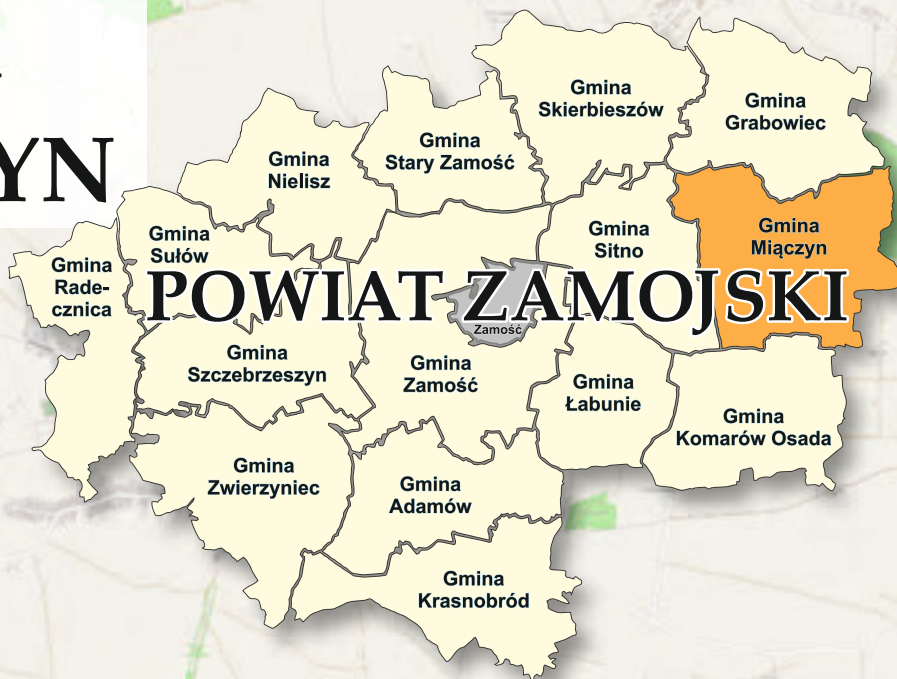 YN
Gmina
Skierbieszów
Gmina
Grabowiec
Gmina
Stary Zamość
Gmina
Nielisz
Gmina
Sitno
Gmina
Miączyn
Gmina
Sułów
Gmina
Rade-
cznica
POWIAT ZAMOJSKI
Zamość
Gmina
Szczebrzeszyn
Gmina
Zamość
Gmina
Łabunie
Gmina
Komarów Osada
Gmina
Zwierzyniec
Gmina
Adamów
Gmina
Krasnobród